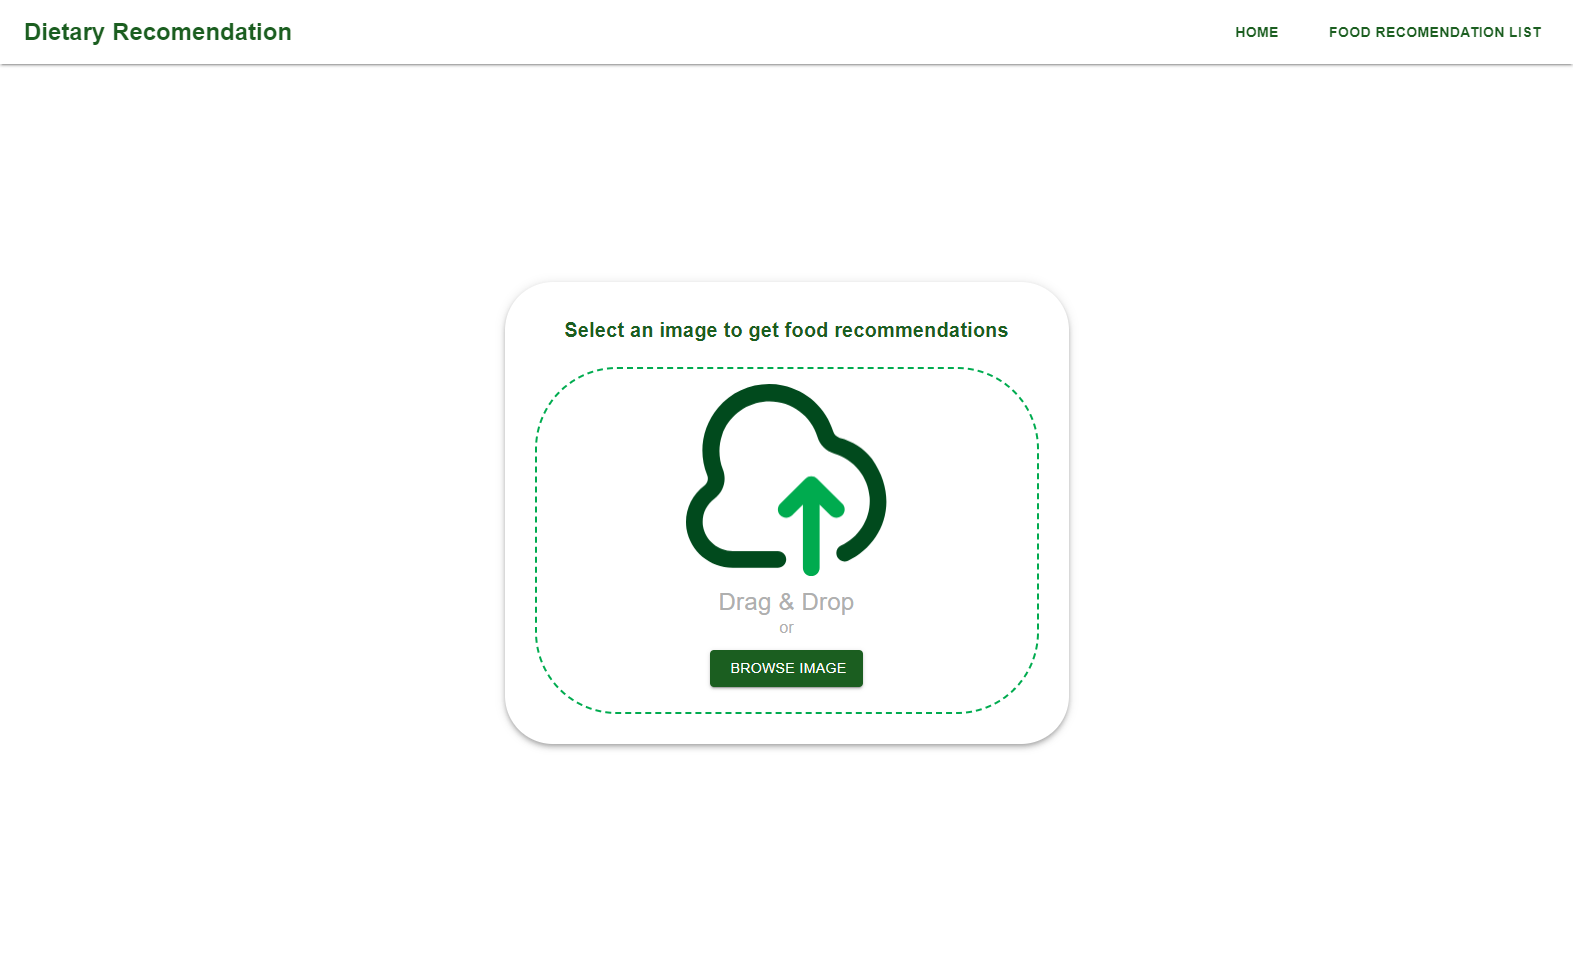 Dietary Recomendation
HOME
FOOD RECOMENDATION LIST
Select an image to get food recommendations
Drag & Drop
or
BROWSE IMAGE